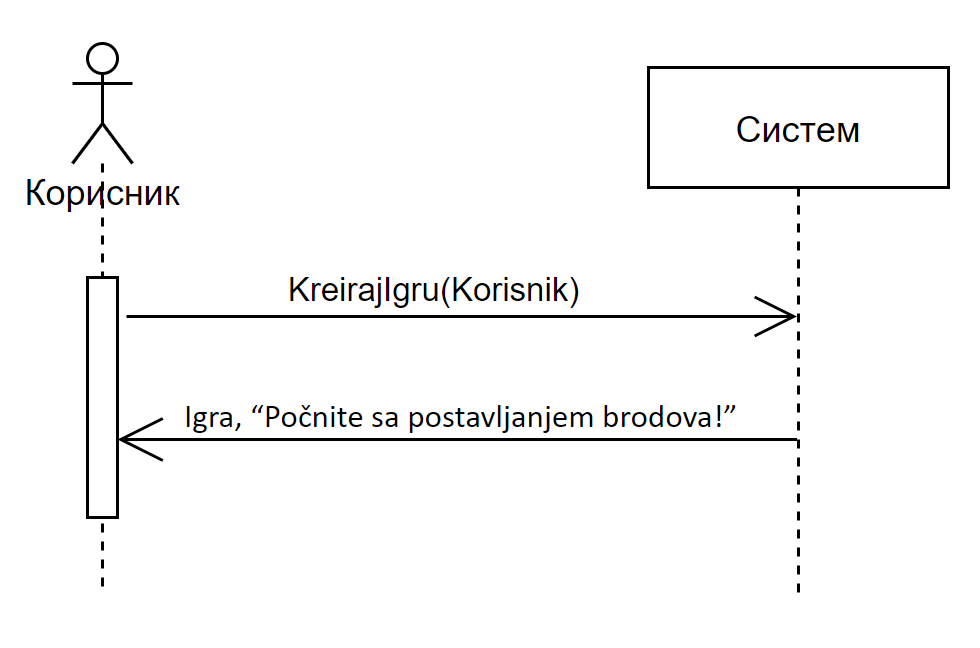 Систем
Корисник
KreirajIgru(Korisnik)
Igra, “Počnite sa postavljanjem brodova!”